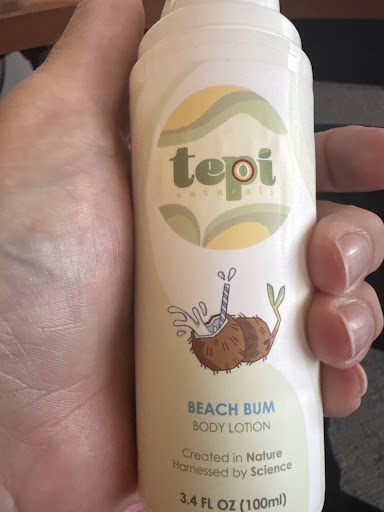 tepi
naturals
BEACH BUM
BODY LOTION
Created in Nature
Harnessed by Science
3.4 FL OZ (100ml)